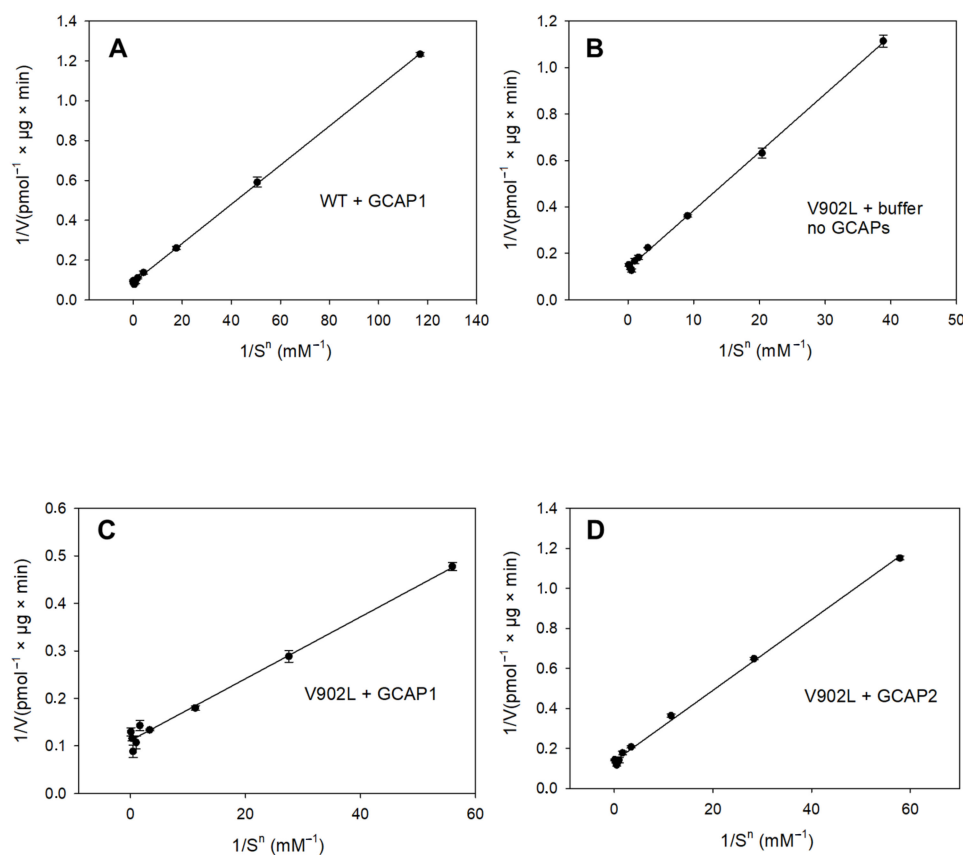 A
1.4
1.2
1.0
0.8
0.6
0.4
0.2
0.0
1/V(pmol⁻¹ × µg × min)
WT + GCAP1
0 20 40 60 80 100 120 140
1/Sⁿ (mM⁻¹)
B
1.2
1.0
0.8
0.6
0.4
0.2
0.0
1/V(pmol⁻¹ × µg × min)
V902L + buffer
no GCAPs
0 10 20 30 40 50
1/Sⁿ (mM⁻¹)
C
0.6
0.5
0.4
0.3
0.2
0.1
0.0
1/V(pmol⁻¹ × µg × min)
V902L + GCAP1
0 20 40 60
1/Sⁿ (mM⁻¹)
D
1.4
1.2
1.0
0.8
0.6
0.4
0.2
0.0
1/V(pmol⁻¹ × µg × min)
V902L + GCAP2
0 20 40 60
1/Sⁿ (mM⁻¹)